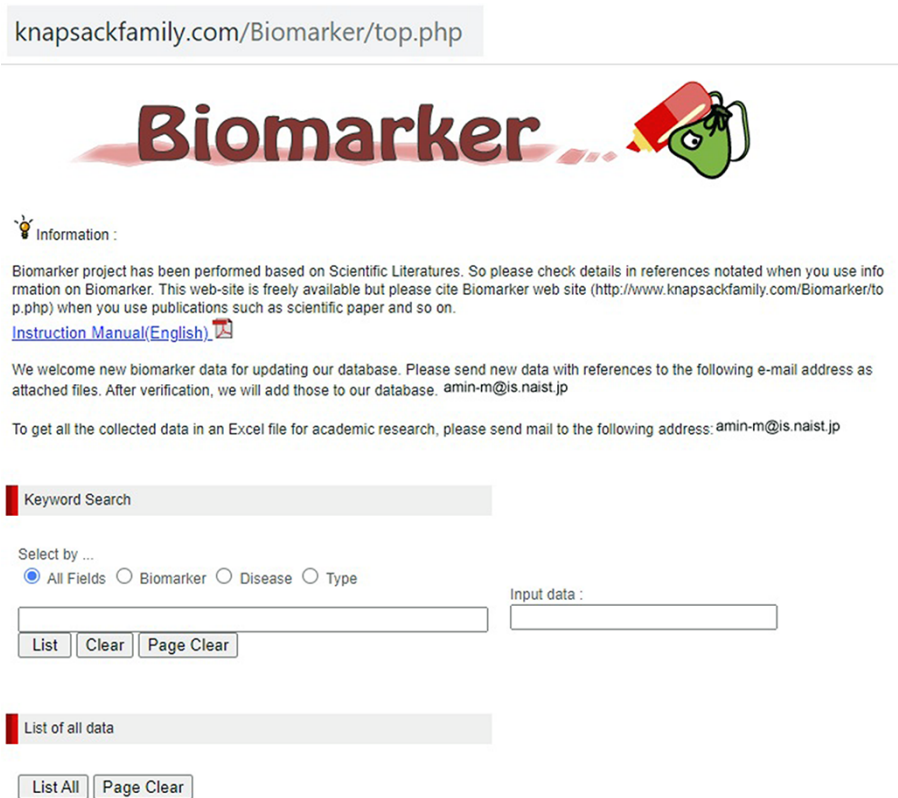 knapsackfamily.com/Biomarker/top.php
Biomarker
Information :
Biomarker project has been performed based on Scientific Literatures. So please check details in references notated when you use info
rmation on Biomarker. This web-site is freely available but please cite Biomarker web site (http://www.knapsackfamily.com/Biomarker/to
p.php) when you use publications such as scientific paper and so on.
Instruction Manual(English)
We welcome new biomarker data for updating our database. Please send new data with references to the following e-mail address as
attached files. After verification, we will add those to our database. amin-m@is.naist.jp
To get all the collected data in an Excel file for academic research, please send mail to the following address: amin-m@is.naist.jp
Keyword Search
Select by ...
All Fields Biomarker Disease Type
Input data :
List Clear Page Clear
List of all data
List All Page Clear